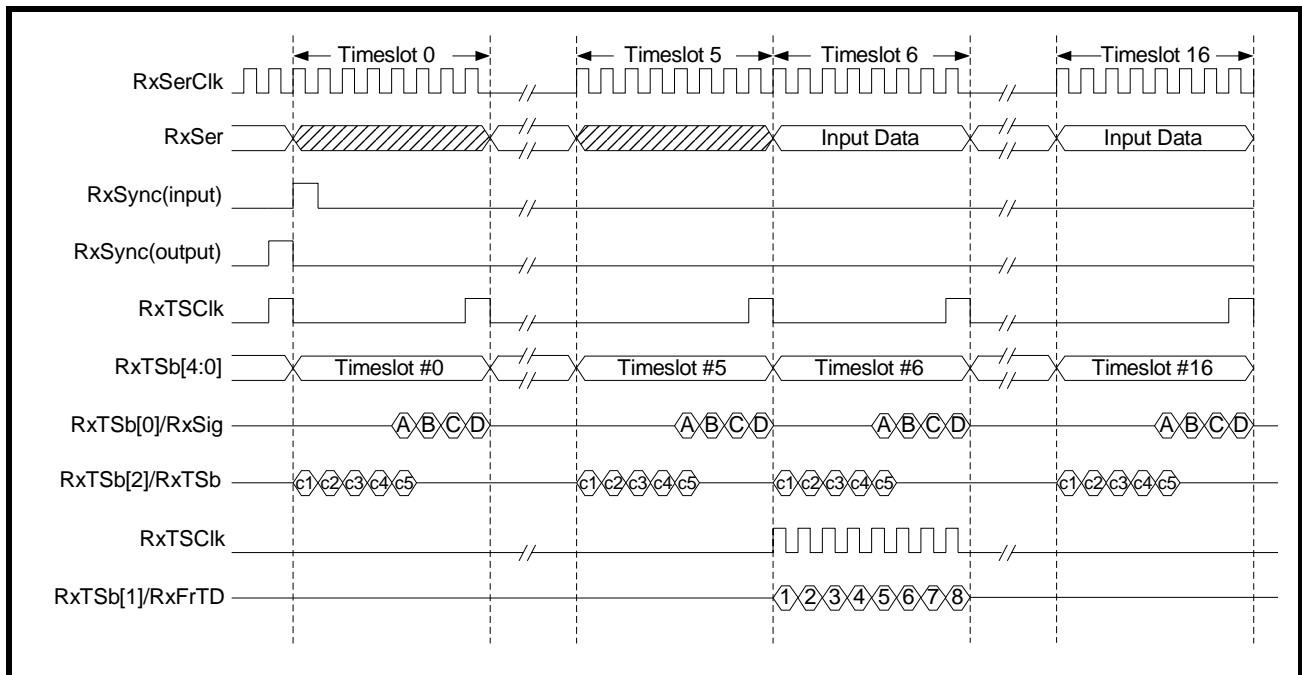 Timeslot 0 Timeslot 5 Timeslot 6 Timeslot 16
RxSerClk
RxSer Input Data Input Data
RxSync(input)
RxSync(output)
RxTSClk
RxTSb[4:0] Timeslot #0 Timeslot #5 Timeslot #6 Timeslot #16
RxTSb[0]/RxSig A B C D A B C D A B C D A B C D
RxTSb[2]/RxTSb c1 c2 c3 c4 c5 c1 c2 c3 c4 c5 c1 c2 c3 c4 c5 c1 c2 c3 c4 c5
RxTSClk
RxTSb[1]/RxFrTD 1 2 3 4 5 6 7 8